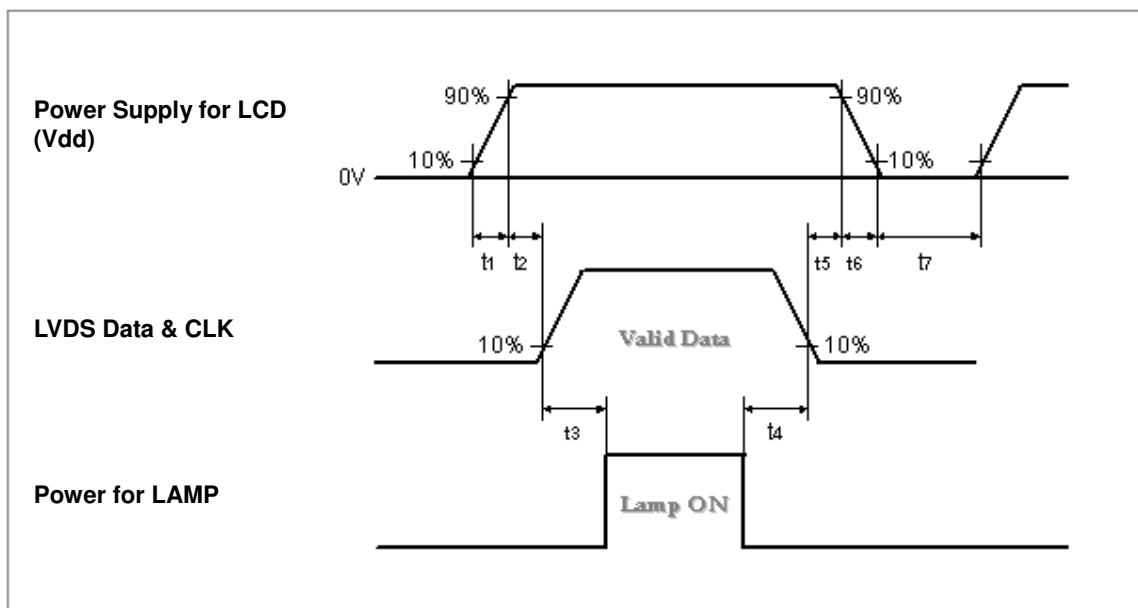 Power Supply for LCD
(Vdd)
90%
90%
10%
10%
0V
t1
t2
t5
t6
t7
LVDS Data & CLK
10%
Valid Data
10%
t3
t4
Power for LAMP
Lamp ON